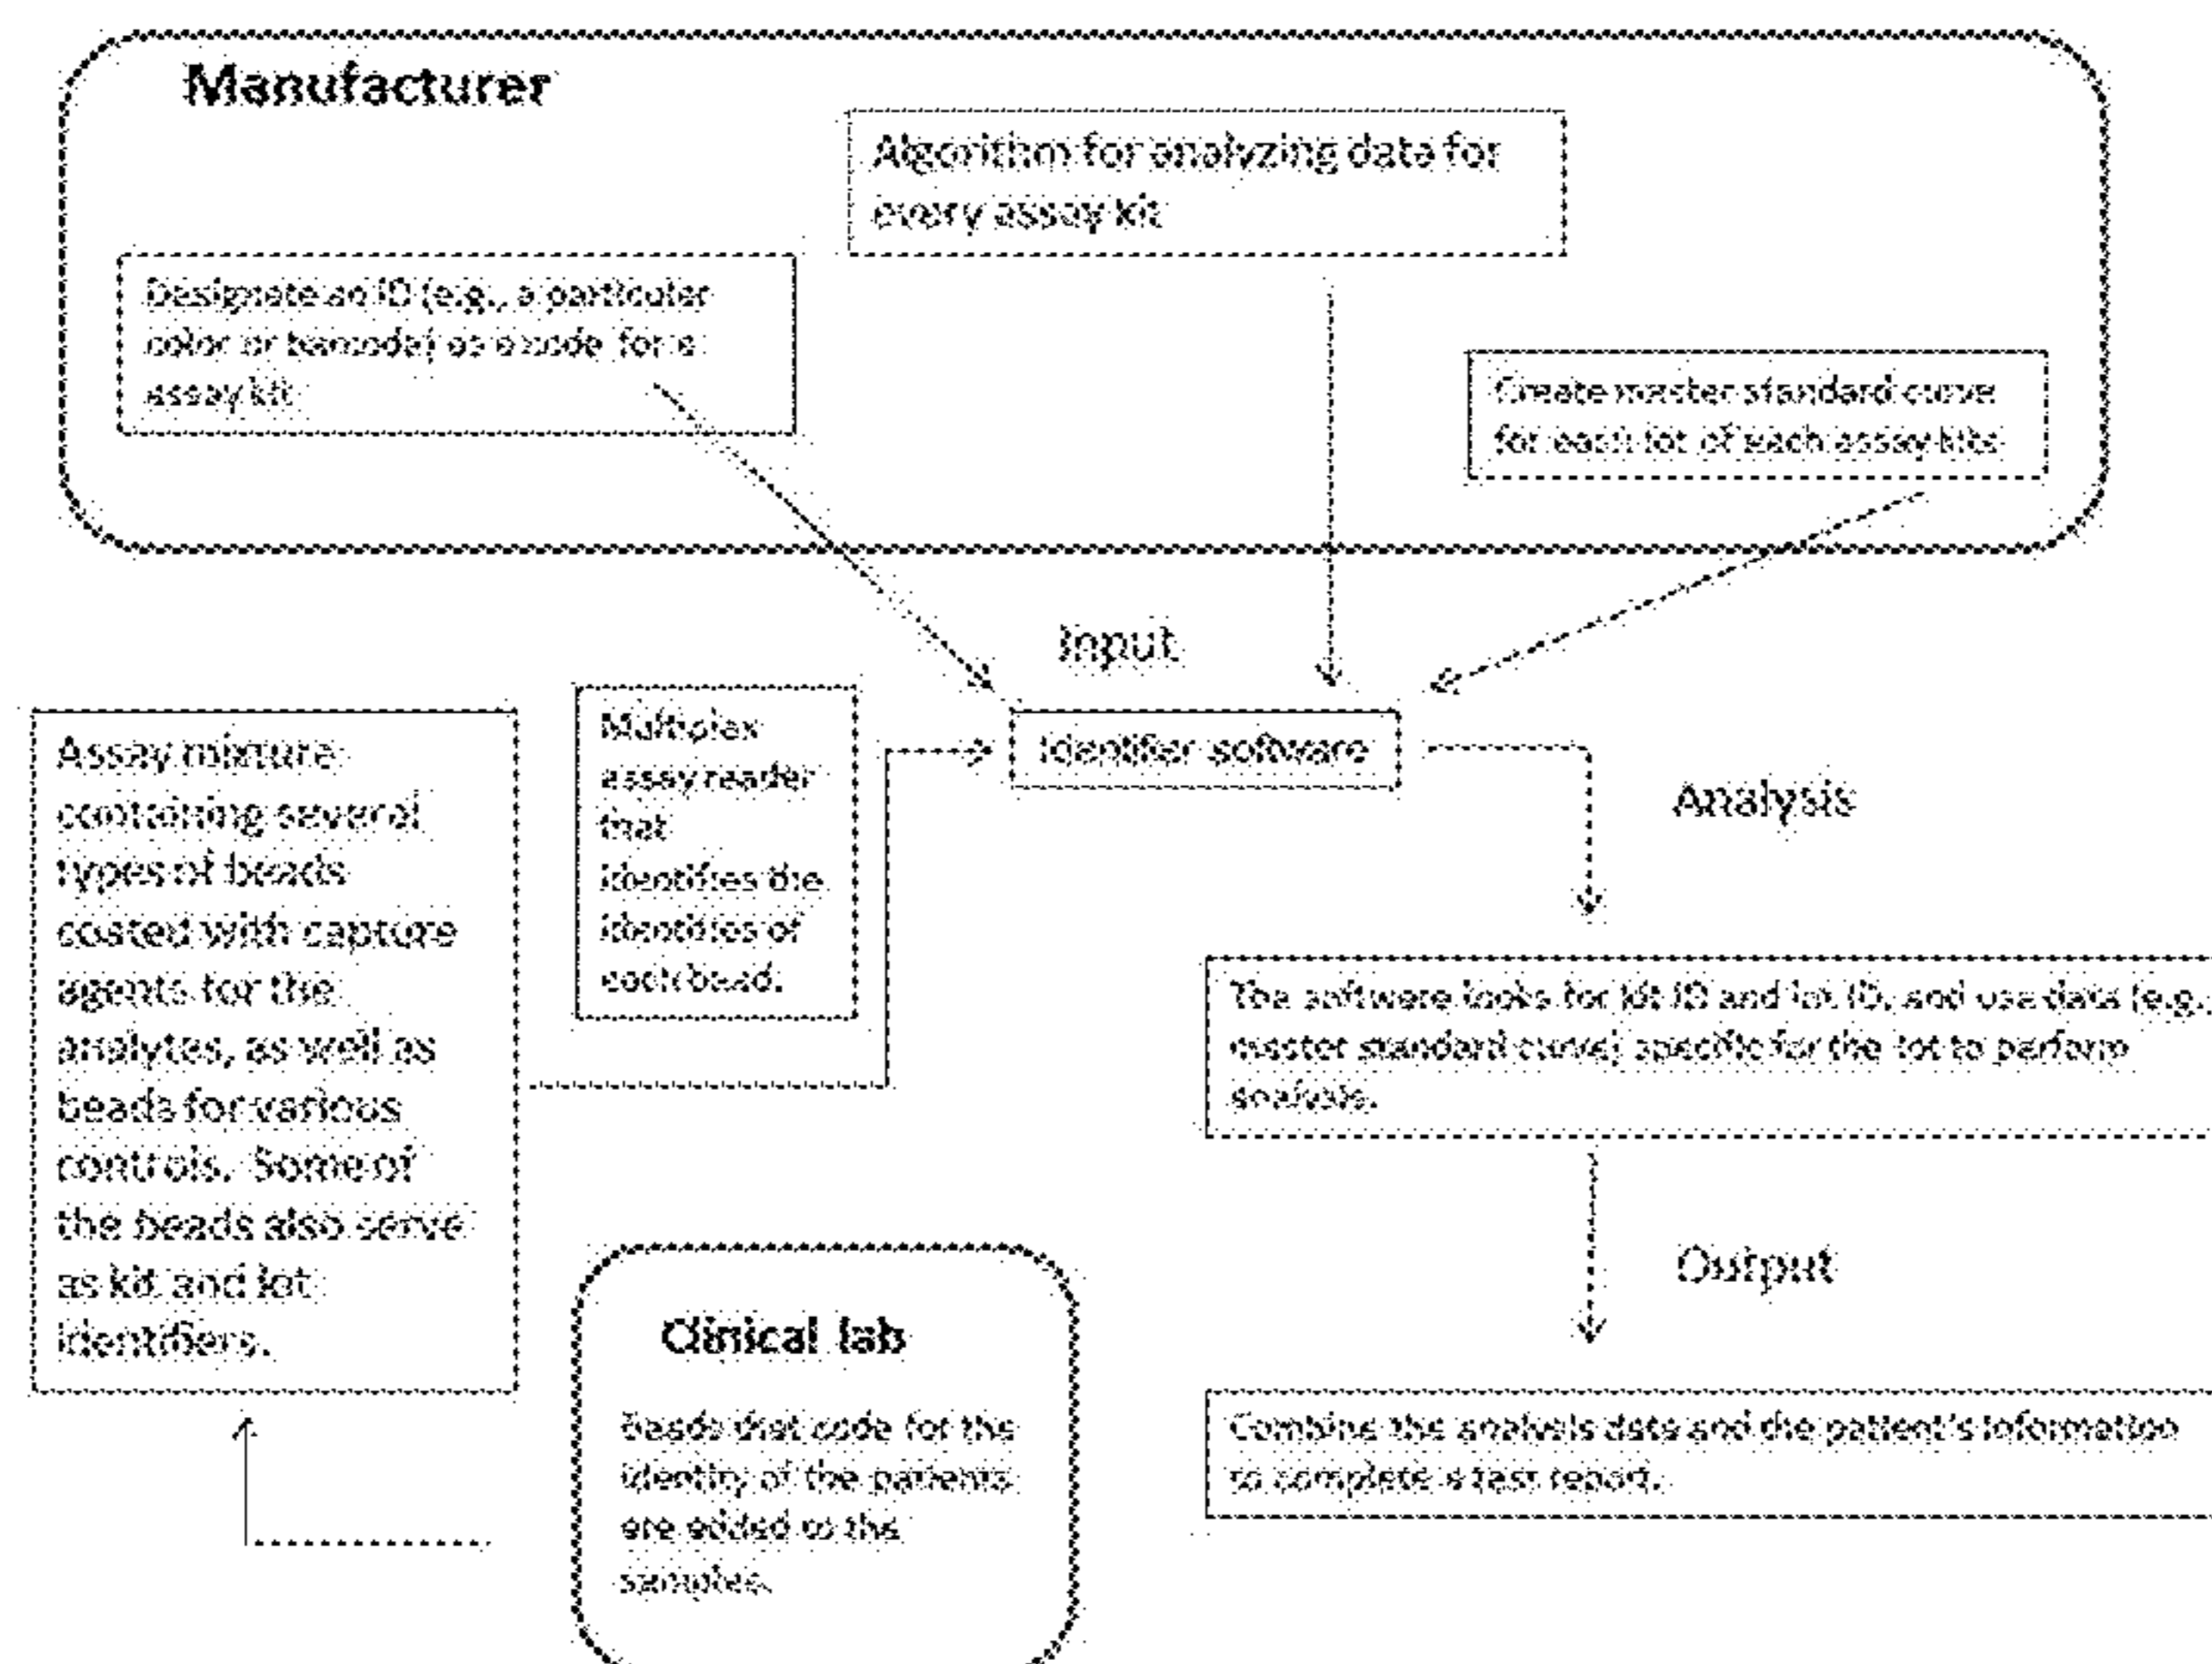 Manufacturer
Algorithm for analyzing data for
every assay kit
Designate an ID (e.g., a particular
color or barcode) as a code for a
assay kit
Create master standard curve
for each lot of each assay kits
Input
Assay mixture
containing several
types of beads
coated with capture
agents for the
analytes, as well as
beads for various
controls. Some of
the beads also serve
as kit and lot
identifiers.
Multiplex
assay reader
that
identifies the
identities of
each bead.
Identifier software
Analysis
The software looks for kit ID and lot ID, and use data (e.g.,
master standard curve) specific for the lot to perform
analysis.
Output
Clinical lab
Beads that code for the
identity of the patients
are added to the
samples.
Combine the analysis data and the patient's information
to complete a test report.